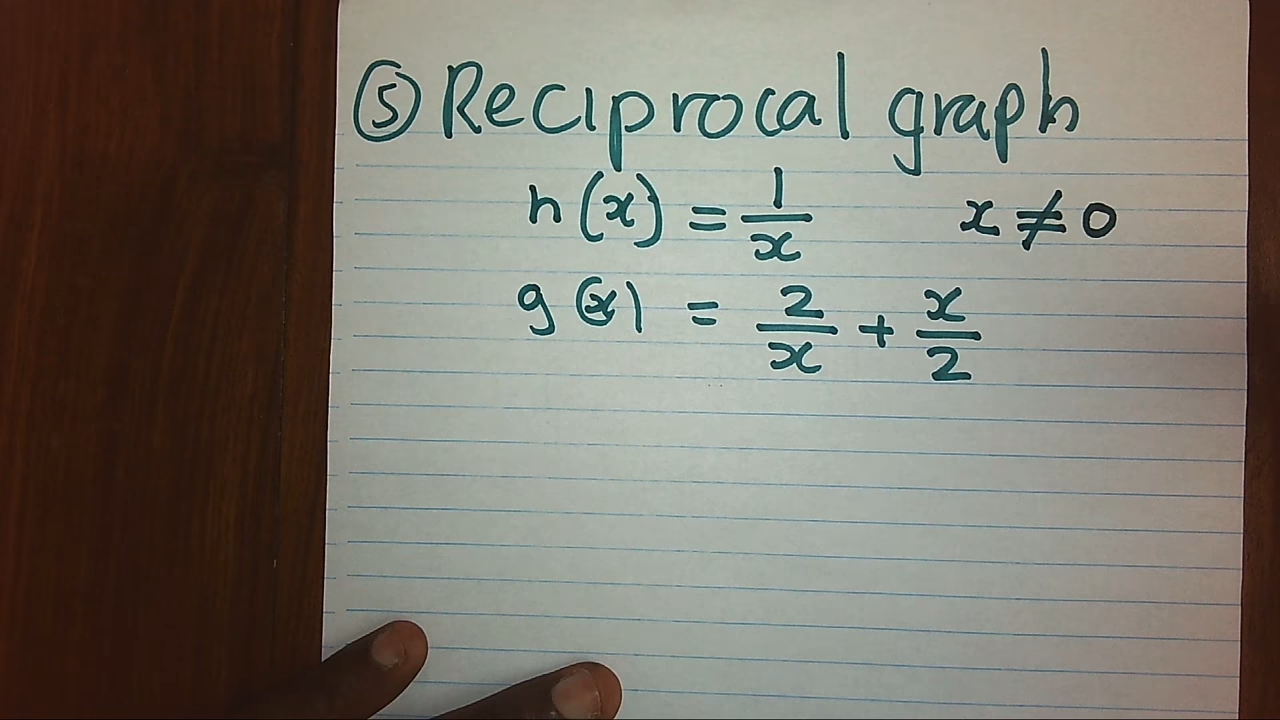 ⑤ Reciprocal graph
h(x) = 1/x x ≠ 0
g(x) = 2/x + x/2